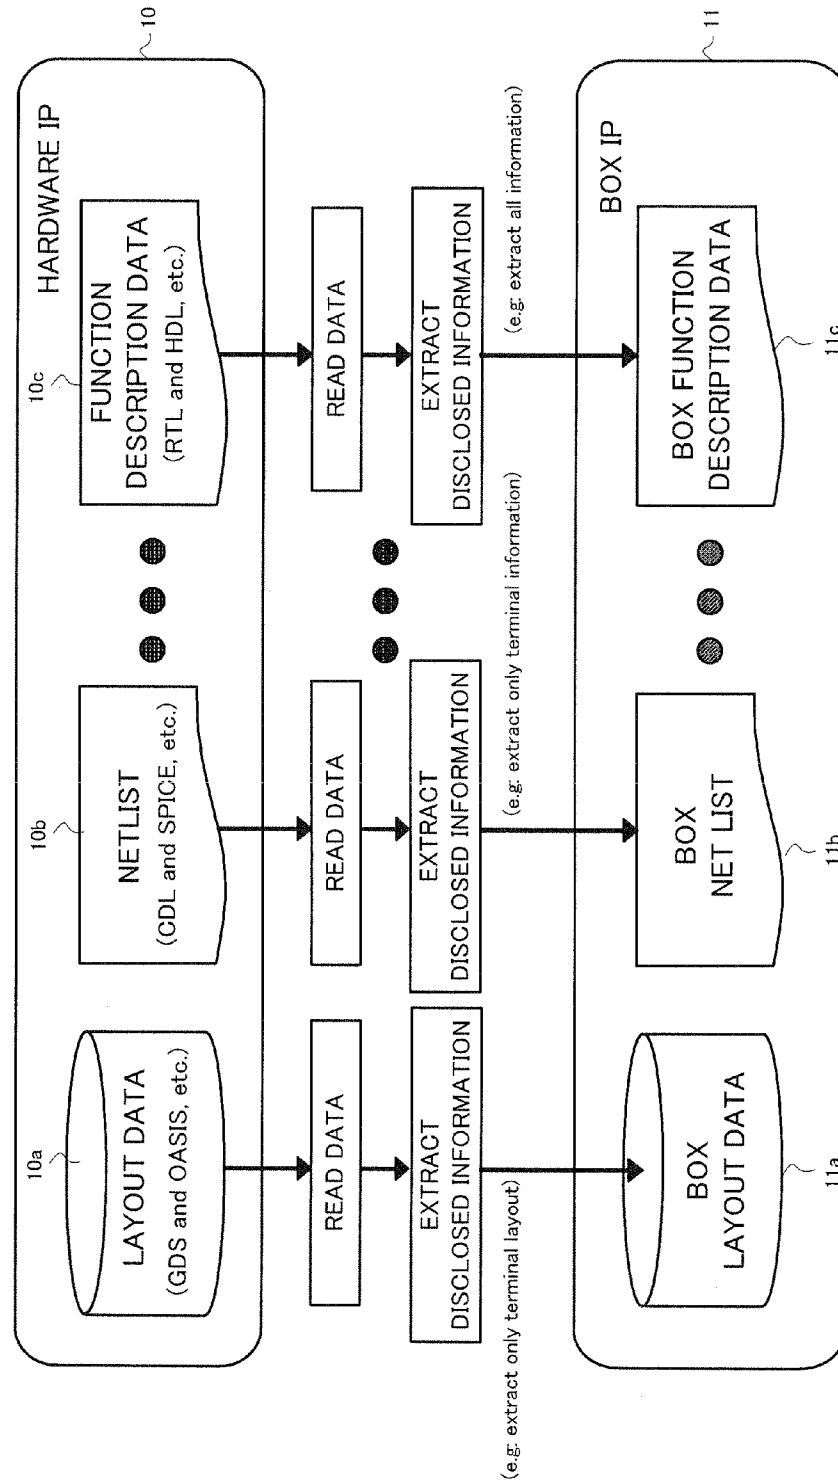 HARDWARE IP
10
10a
LAYOUT DATA
(GDS and OASIS, etc.)
10b
NETLIST
(CDL and SPICE, etc.)
10c
FUNCTION
DESCRIPTION DATA
(RTL and HDL, etc.)
READ DATA
READ DATA
READ DATA
EXTRACT
DISCLOSED INFORMATION
EXTRACT
DISCLOSED INFORMATION
EXTRACT
DISCLOSED INFORMATION
(e.g: extract only terminal layout)
(e.g: extract only terminal information)
(e.g: extract all information)
BOX IP
11
BOX
LAYOUT DATA
11a
BOX
NET LIST
11b
BOX FUNCTION
DESCRIPTION DATA
11c